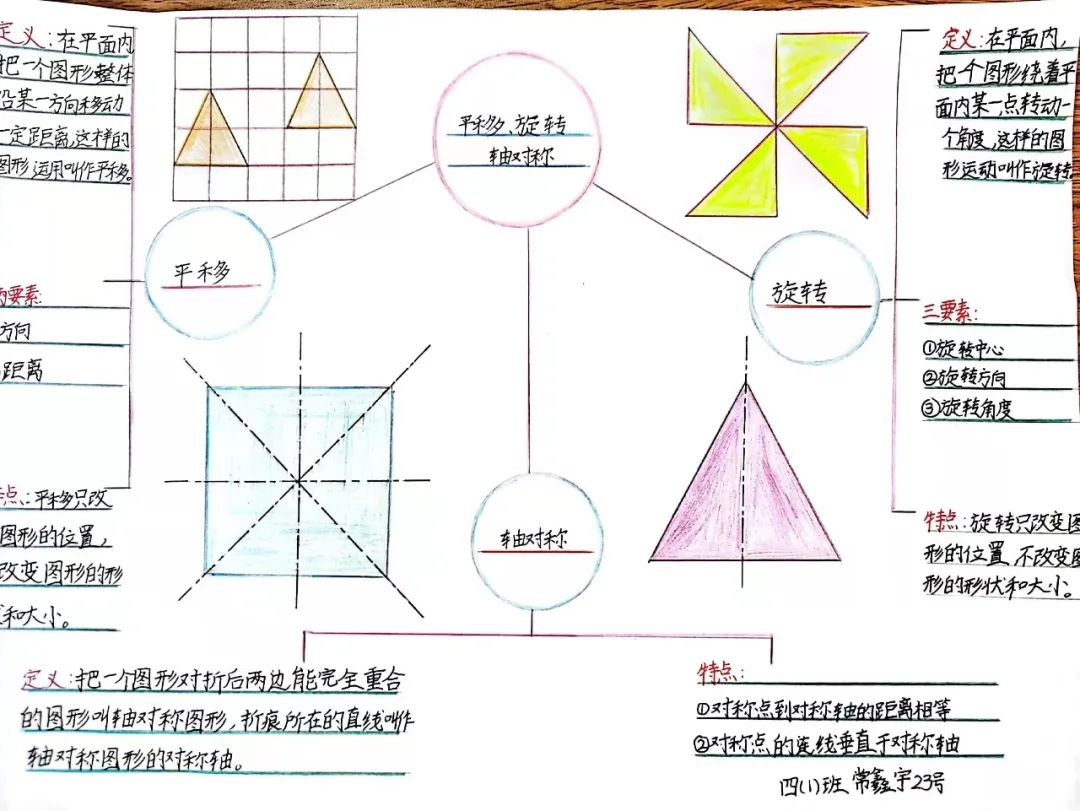 平移、旋转
轴对称
定义:在平面内
把一个图形整体
沿某一方向移动
一定距离,这样的
图形运用叫作平移。
平移
要素:
方向
距离
点:平移只改
图形的位置,
改变图形的形
和大小。
定义:在平面内,
把个图形绕着平
面内某一点转动一
个角度,这样的图
形运动叫作旋转
旋转
三要素:
①旋转中心
②旋转方向
③旋转角度
特点:旋转只改变图
形的位置,不改变图
形的形状和大小。
轴对称
定义:把一个图形对折后两边能完全重合
的图形叫轴对称图形,折痕所在的直线叫作
轴对称图形的对称轴。
特点:
①对称点到对称轴的距离相等
②对称点的连线垂直于对称轴
四(1)班 常鑫宇23号